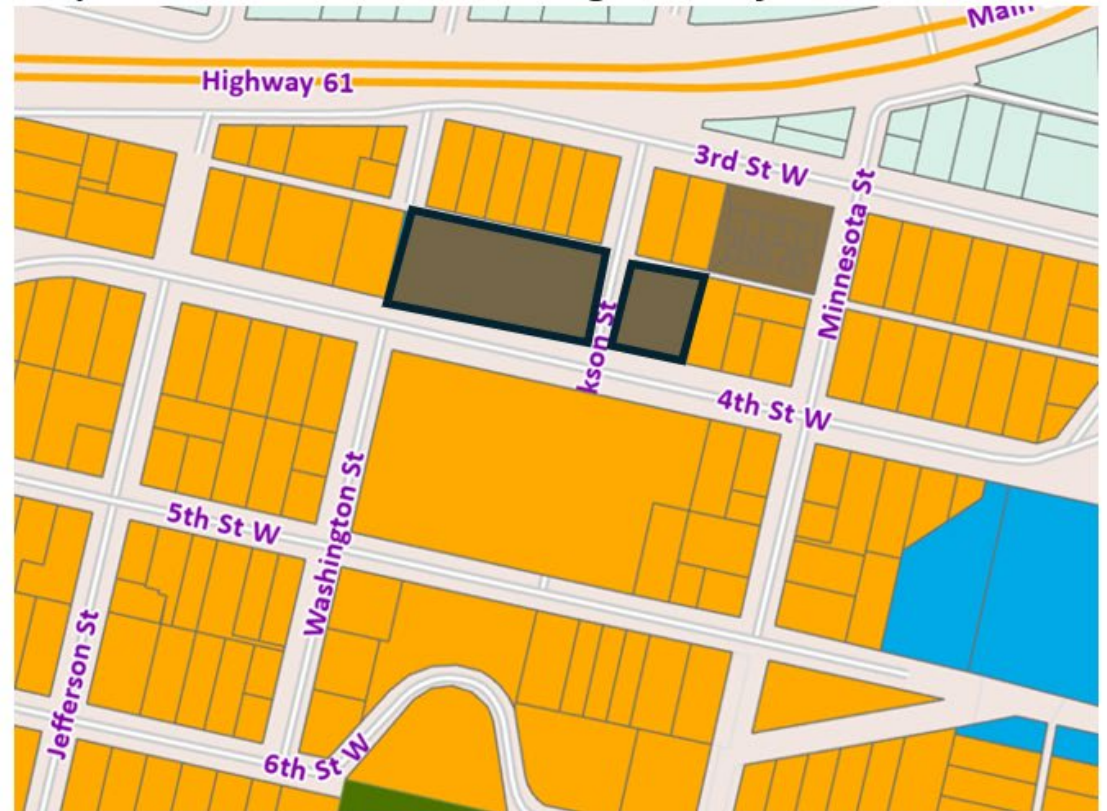 Main
Highway 61
3rd St W
Minnesota St
kson St
4th St W
5th St W
Washington St
Jefferson St
6th St W